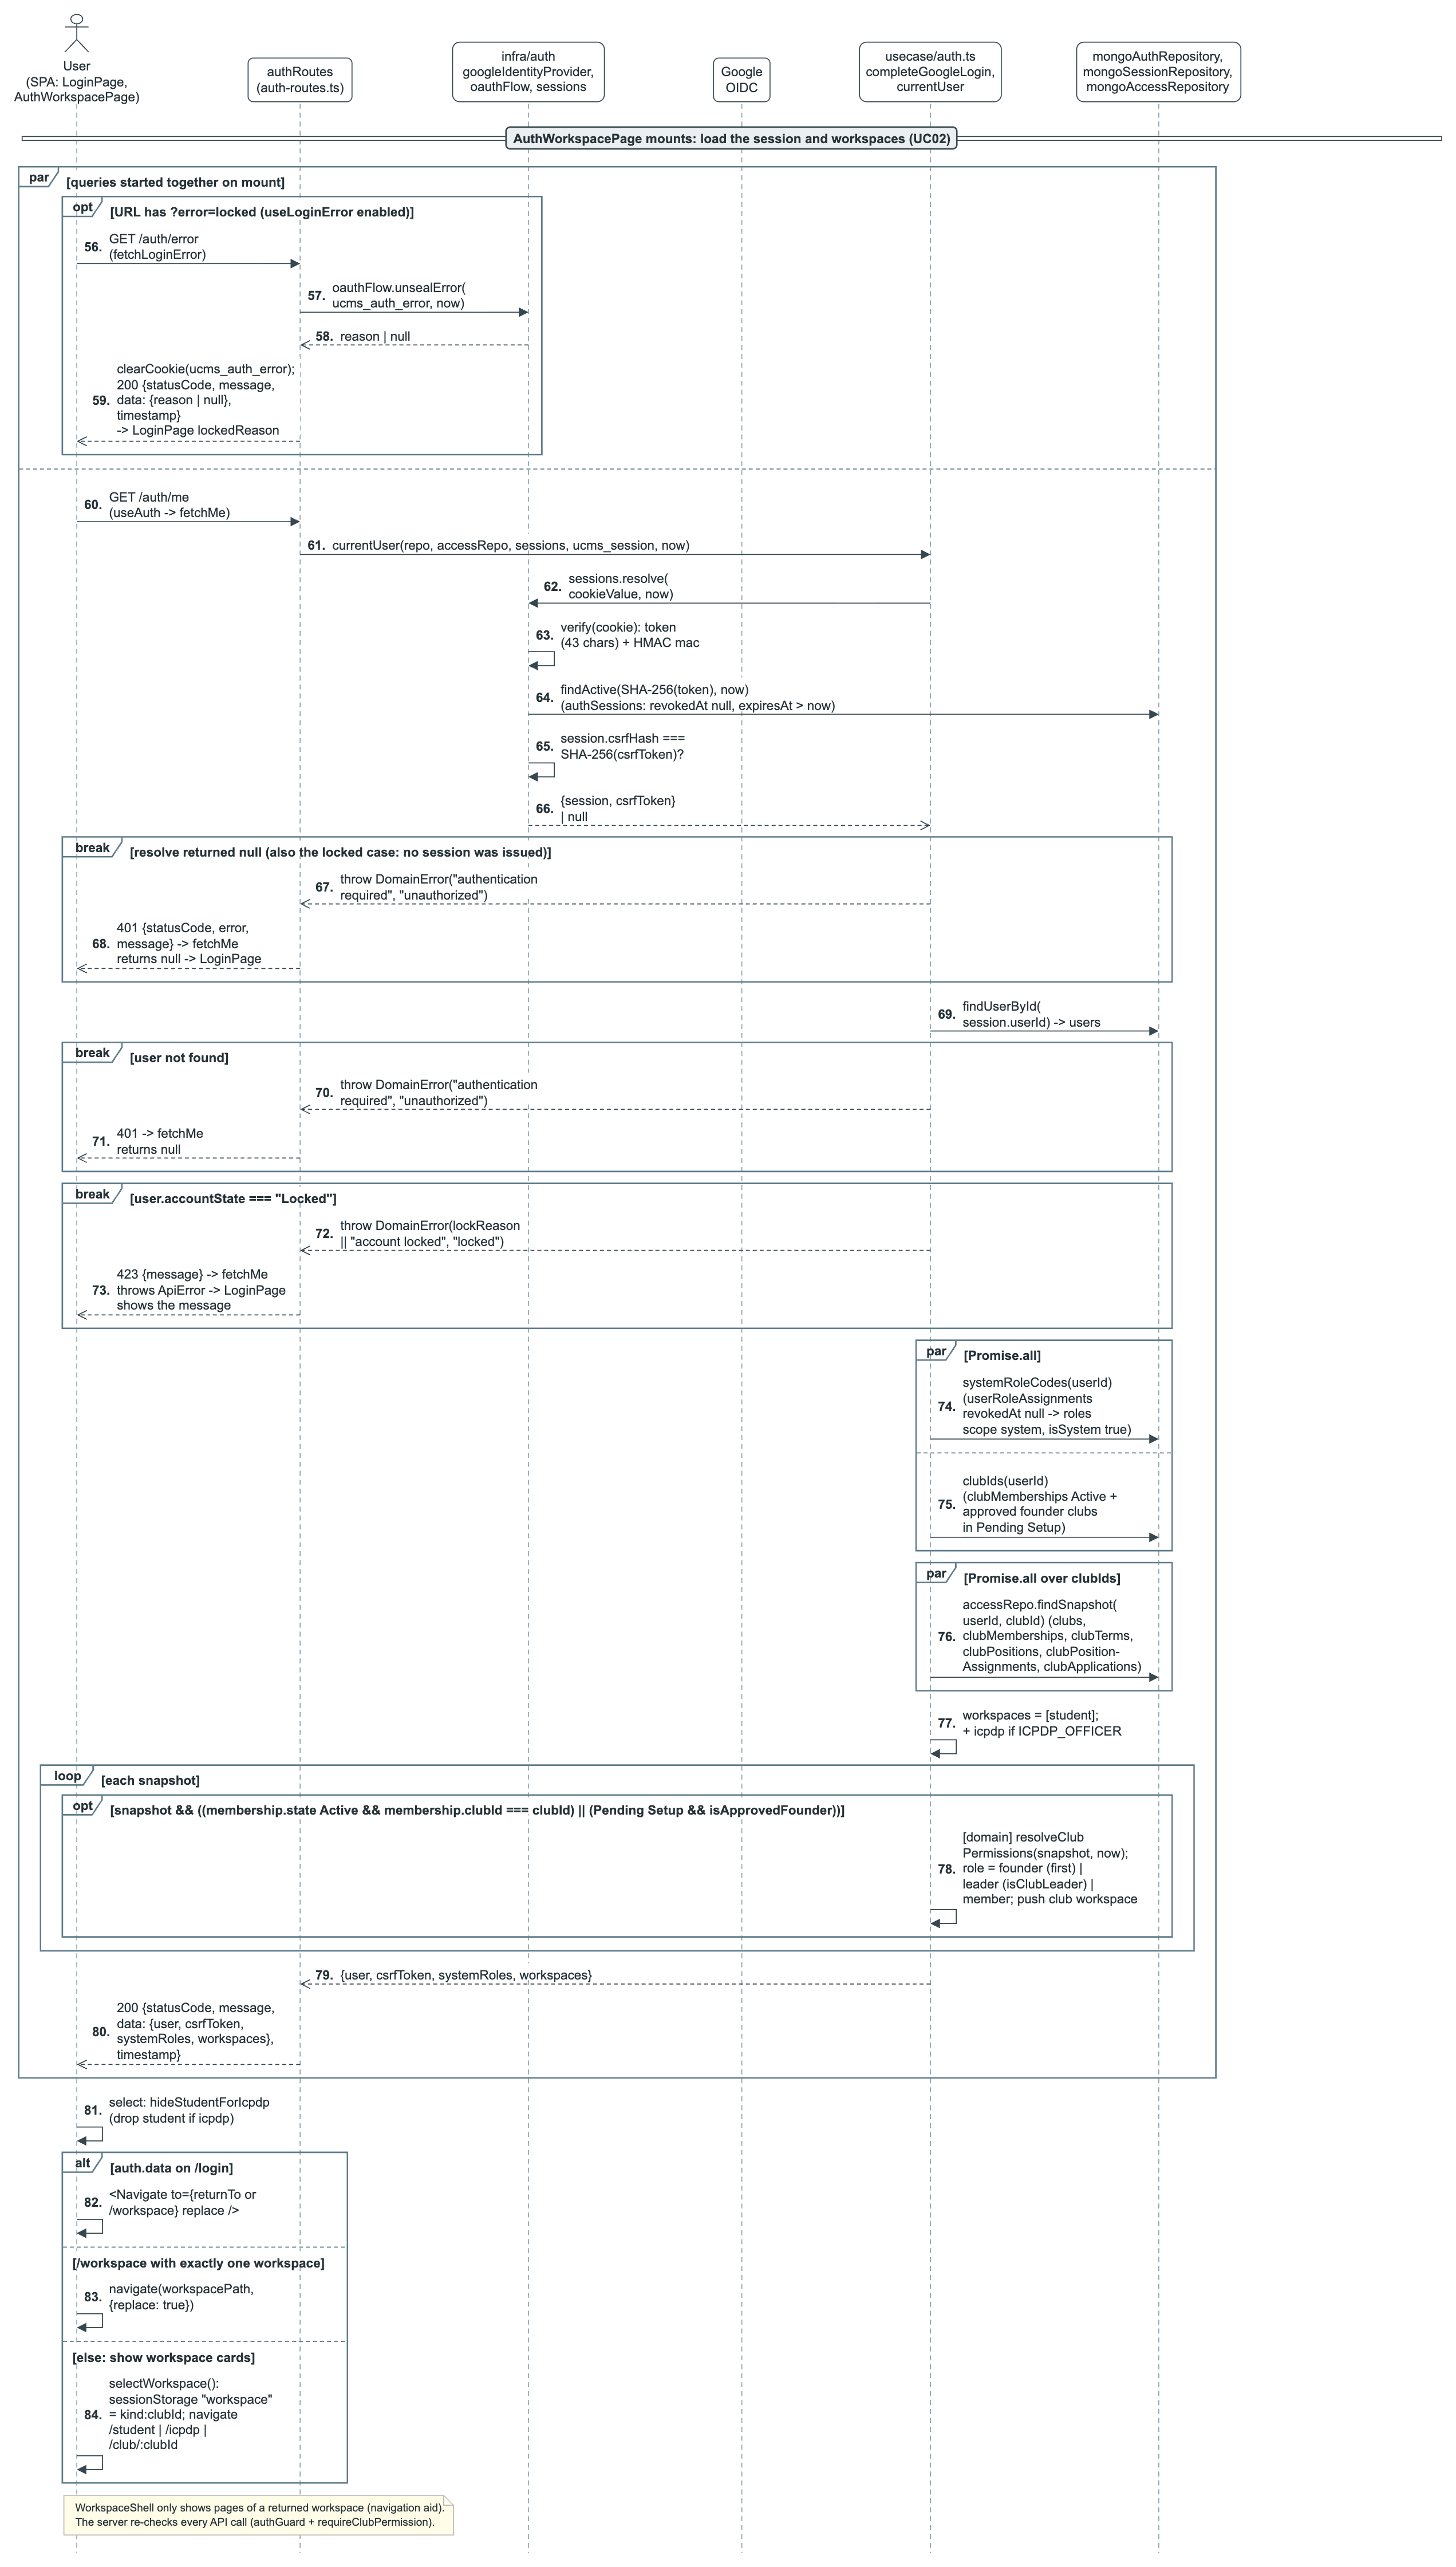 User
(SPA: LoginPage,
AuthWorkspacePage)
authRoutes
(auth-routes.ts)
infra/auth
googleIdentityProvider,
oauthFlow, sessions
Google
OIDC
usecase/auth.ts
completeGoogleLogin,
currentUser
mongoAuthRepository,
mongoSessionRepository,
mongoAccessRepository
AuthWorkspacePage mounts: load the session and workspaces (UC02)
par [queries started together on mount]
opt [URL has ?error=locked (useLoginError enabled)]
56. GET /auth/error
(fetchLoginError)
57. oauthFlow.unsealError(
ucms_auth_error, now)
58. reason | null
59. clearCookie(ucms_auth_error);
200 {statusCode, message,
data: {reason | null},
timestamp}
-> LoginPage lockedReason
60. GET /auth/me
(useAuth -> fetchMe)
61. currentUser(repo, accessRepo, sessions, ucms_session, now)
62. sessions.resolve(
cookieValue, now)
63. verify(cookie): token
(43 chars) + HMAC mac
64. findActive(SHA-256(token), now)
(authSessions: revokedAt null, expiresAt > now)
65. session.csrfHash ===
SHA-256(csrfToken)?
66. {session, csrfToken}
| null
break [resolve returned null (also the locked case: no session was issued)]
67. throw DomainError("authentication
required", "unauthorized")
68. 401 {statusCode, error,
message} -> fetchMe
returns null -> LoginPage
69. findUserById(
session.userId) -> users
break [user not found]
70. throw DomainError("authentication
required", "unauthorized")
71. 401 -> fetchMe
returns null
break [user.accountState === "Locked"]
72. throw DomainError(lockReason
|| "account locked", "locked")
73. 423 {message} -> fetchMe
throws ApiError -> LoginPage
shows the message
par [Promise.all]
74. systemRoleCodes(userId)
(userRoleAssignments
revokedAt null -> roles
scope system, isSystem true)
75. clubIds(userId)
(clubMemberships Active +
approved founder clubs
in Pending Setup)
par [Promise.all over clubIds]
76. accessRepo.findSnapshot(
userId, clubId) (clubs,
clubMemberships, clubTerms,
clubPositions, clubPosition-
Assignments, clubApplications)
77. workspaces = [student];
+ icpdp if ICPDP_OFFICER
loop [each snapshot]
opt [snapshot && ((membership.state Active && membership.clubId === clubId) || (Pending Setup && isApprovedFounder))]
78. [domain] resolveClub
Permissions(snapshot, now);
role = founder (first) |
leader (isClubLeader) |
member; push club workspace
79. {user, csrfToken, systemRoles, workspaces}
80. 200 {statusCode, message,
data: {user, csrfToken,
systemRoles, workspaces},
timestamp}
81. select: hideStudentForIcpdp
(drop student if icpdp)
alt [auth.data on /login]
82. <Navigate to={returnTo or
/workspace} replace />
[/workspace with exactly one workspace]
83. navigate(workspacePath,
{replace: true})
[else: show workspace cards]
84. selectWorkspace():
sessionStorage "workspace"
= kind:clubId; navigate
/student | /icpdp |
/club/:clubId
WorkspaceShell only shows pages of a returned workspace (navigation aid).
The server re-checks every API call (authGuard + requireClubPermission).